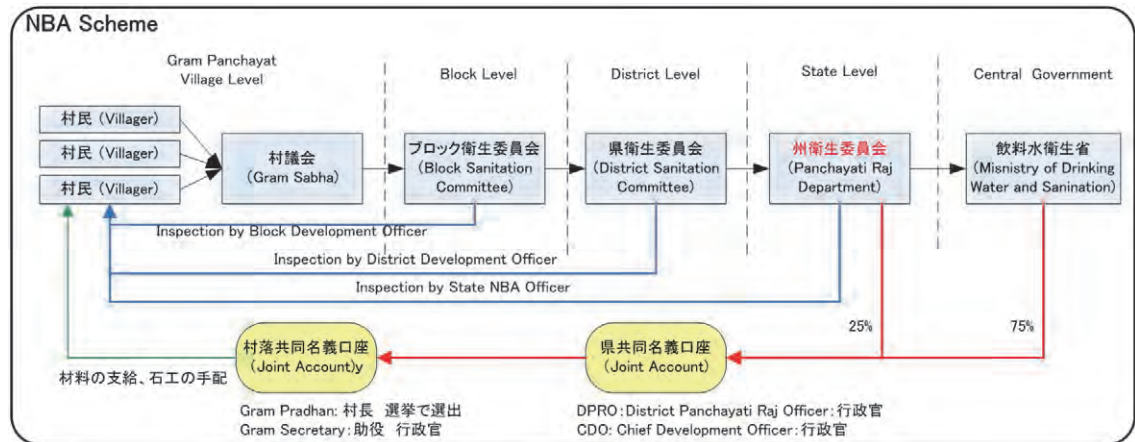 NBA Scheme
Gram Panchayat
Village Level
Block Level
District Level
State Level
Central Government
村民 (Villager)
村民 (Villager)
村民 (Villager)
村議会
(Gram Sabha)
ブロック衛生委員会
(Block Sanitation
Committee)
県衛生委員会
(District Sanitation
Committee)
州衛生委員会
(Panchayati Raj
Department)
飲料水衛生省
(Misnistry of Drinking
Water and Sanination)
Inspection by Block Development Officer
Inspection by District Development Officer
Inspection by State NBA Officer
25%
75%
村落共同名義口座
(Joint Account)y
県共同名義口座
(Joint Account)
材料の支給、石工の手配
Gram Pradhan: 村長 選挙で選出
Gram Secretary:助役 行政官
DPRO:District Panchayati Raj Officer:行政官
CDO: Chief Development Officer:行政官